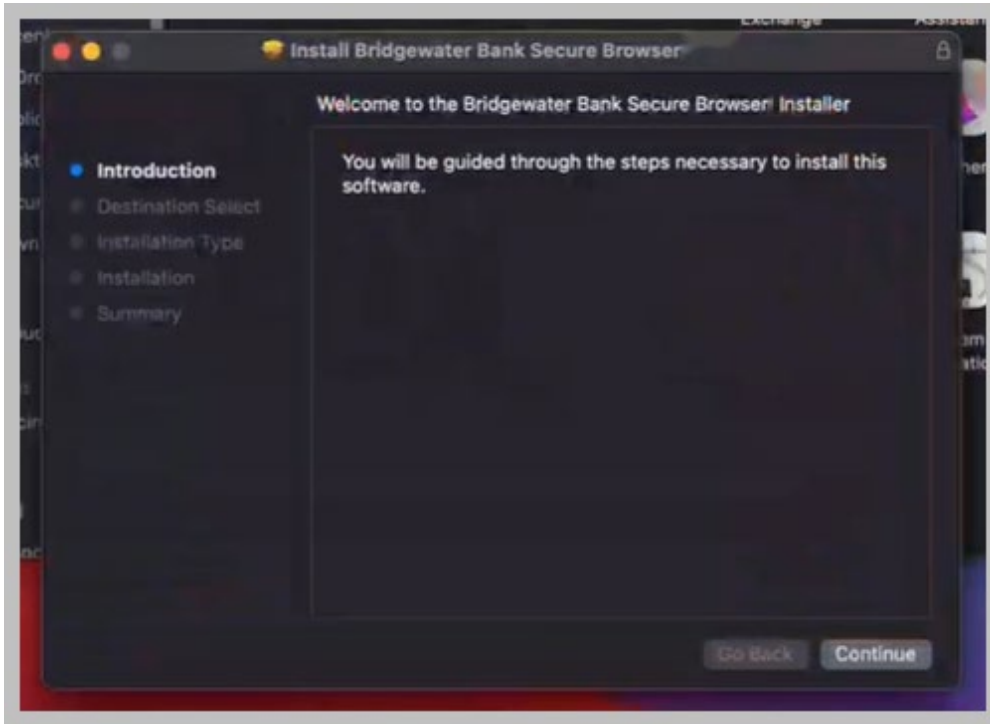 Exchange
Install Bridgewater Bank Secure Browser
Welcome to the Bridgewater Bank Secure Browser Installer
Introduction
You will be guided through the steps necessary to install this
software.
Destination Select
Installation Type
Installation
Summary
Go Back
Continue